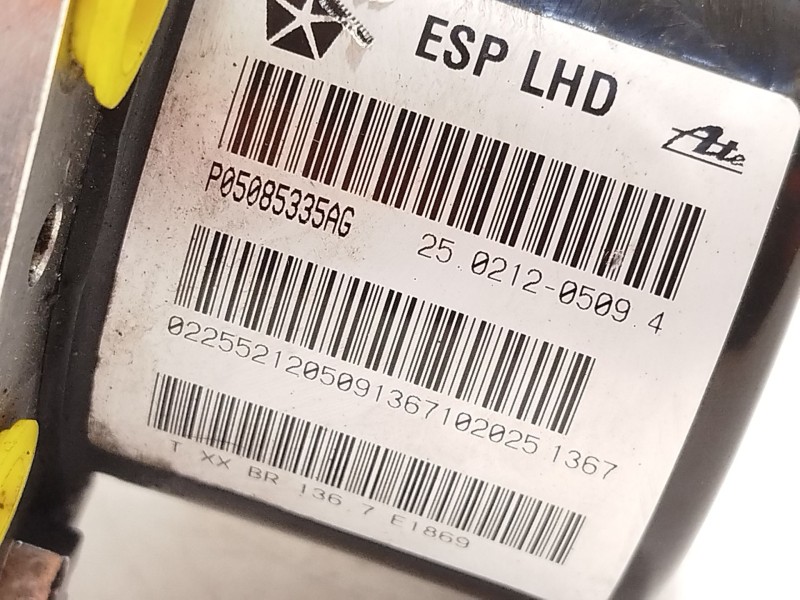 ESP LHD
Ate
P05085335AG
25.0212-0509.4
02255212050913671020251367
T XX BR 136.7 E1869